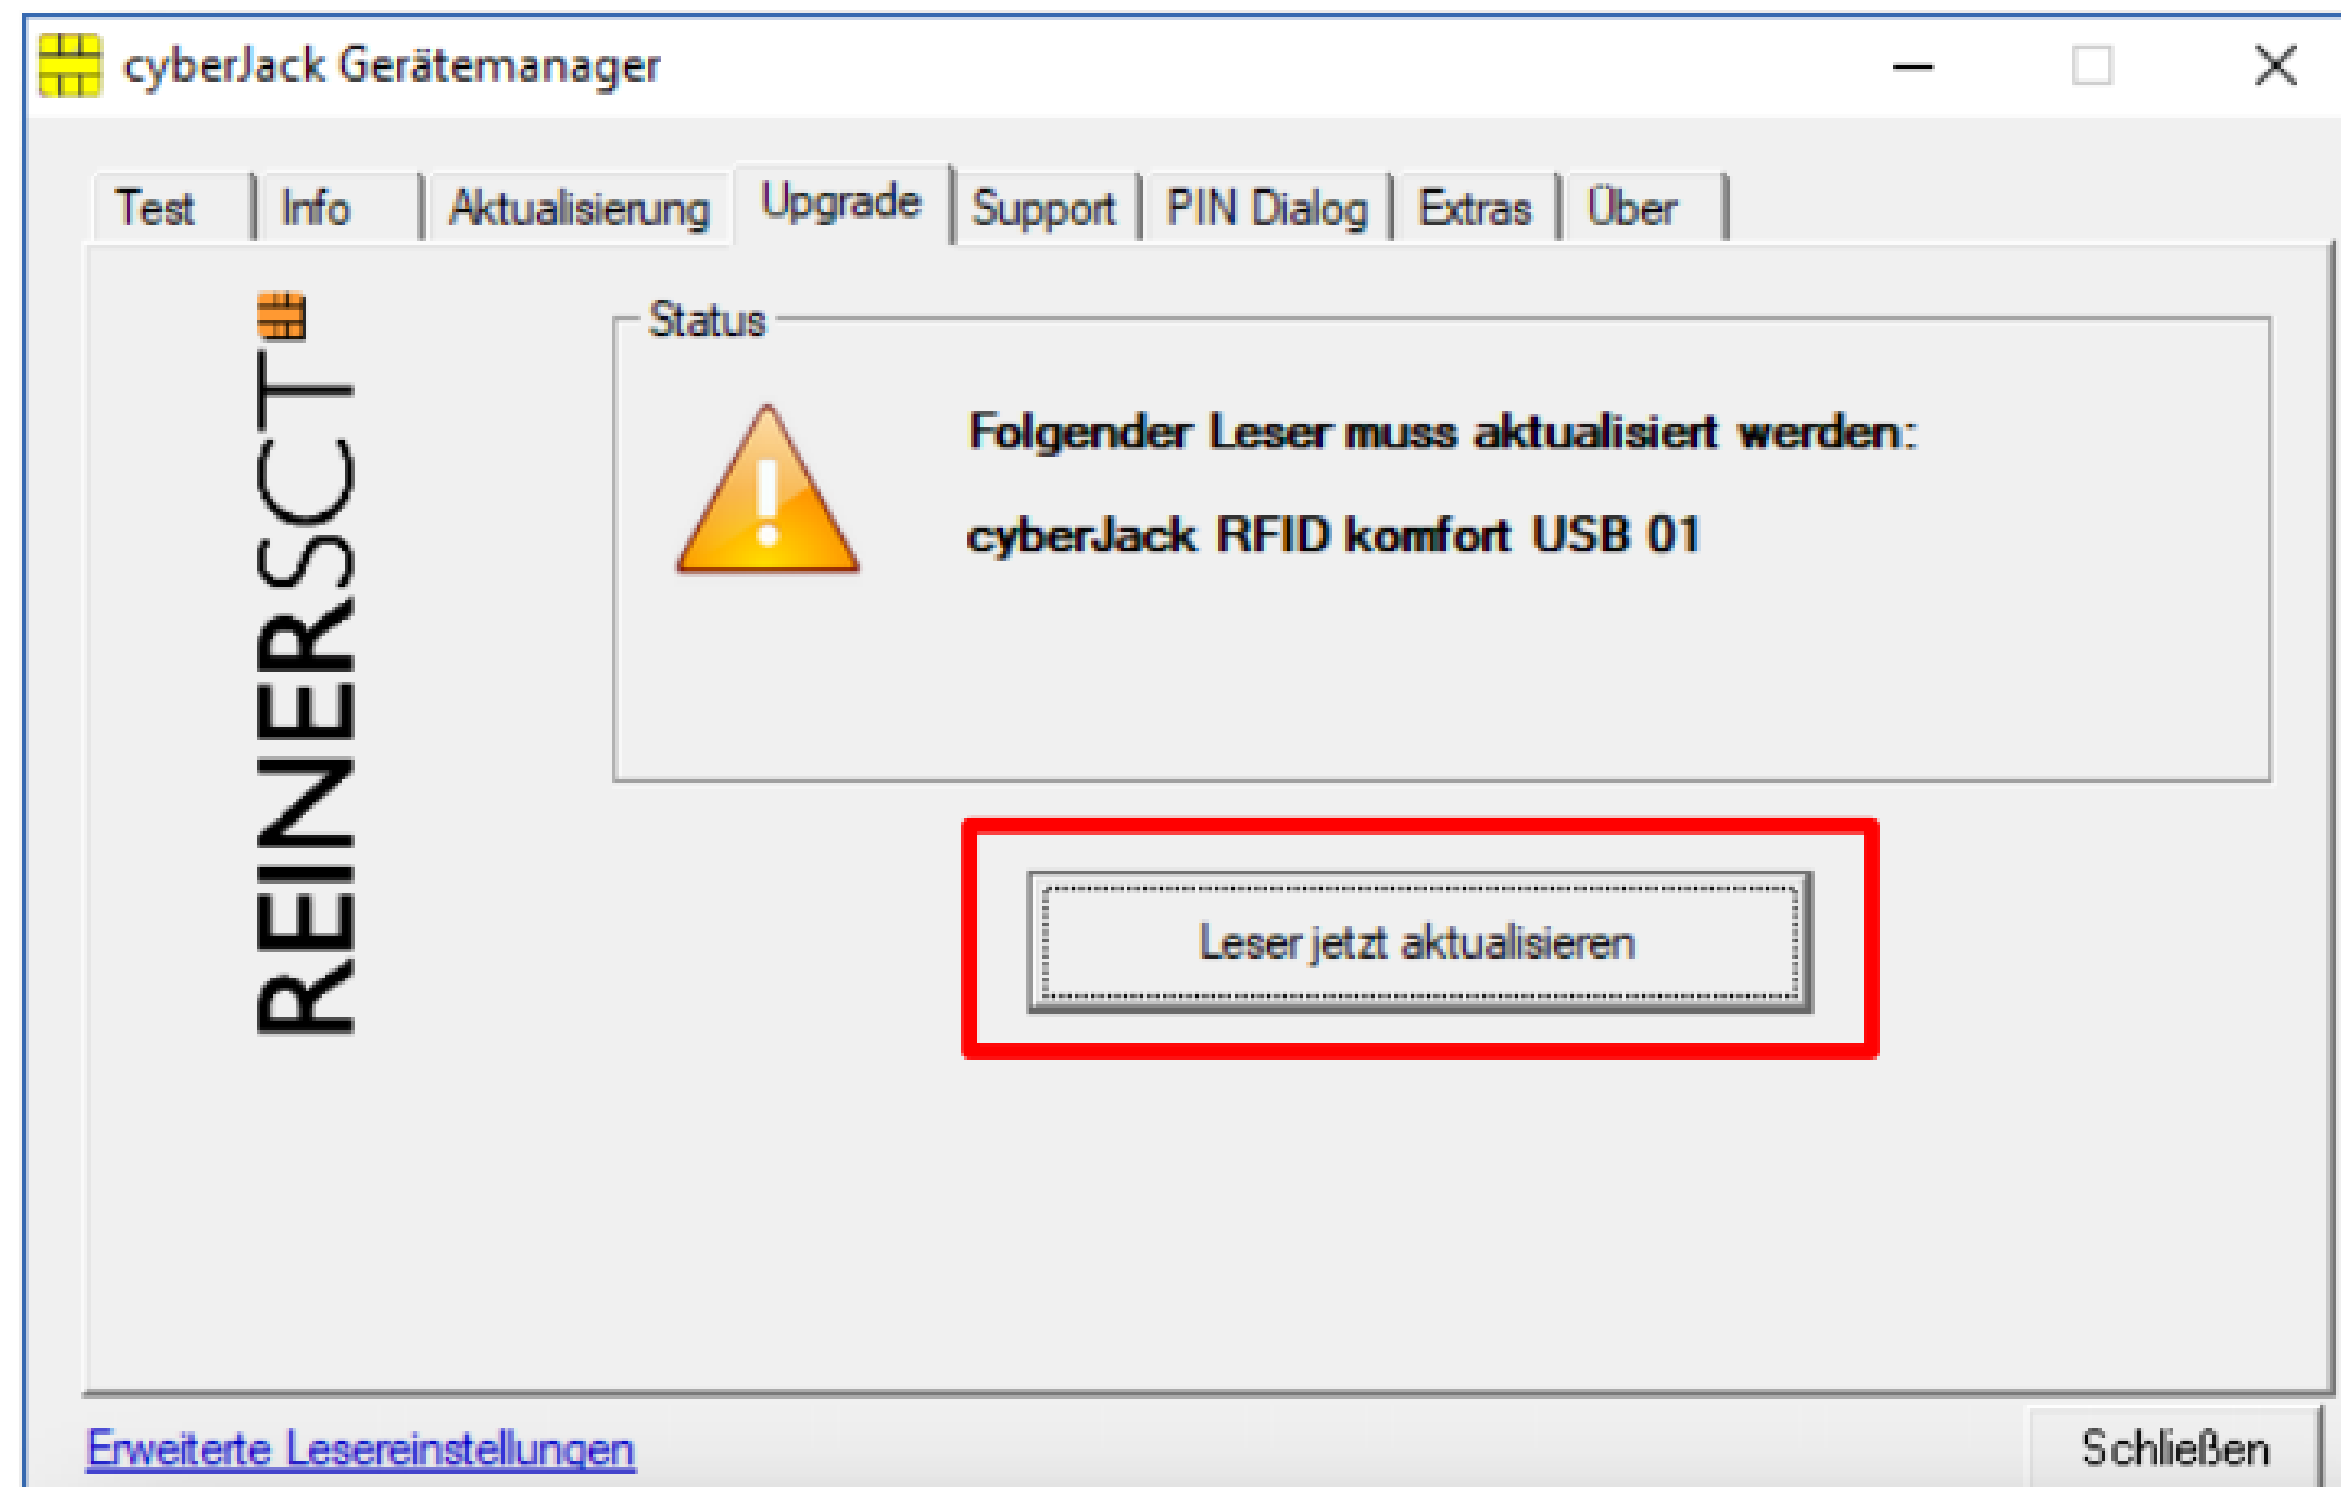 cyberJack Gerätemanager
Test Info Aktualisierung Upgrade Support PIN Dialog Extras Über
REINERSCT
Status
Folgender Leser muss aktualisiert werden:
cyberJack RFID komfort USB 01
Leser jetzt aktualisieren
Erweiterte Lesereinstellungen
Schließen